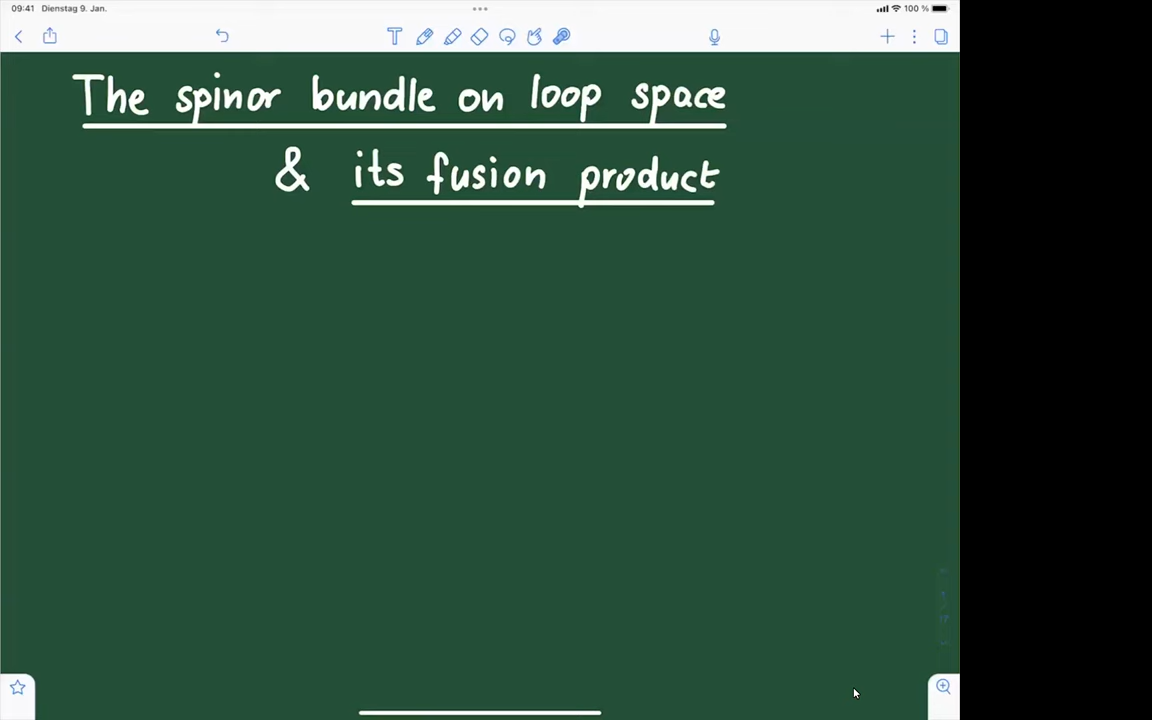 09:41 Dienstag 9. Jan. 100 %
The spinor bundle on loop space
& its fusion product